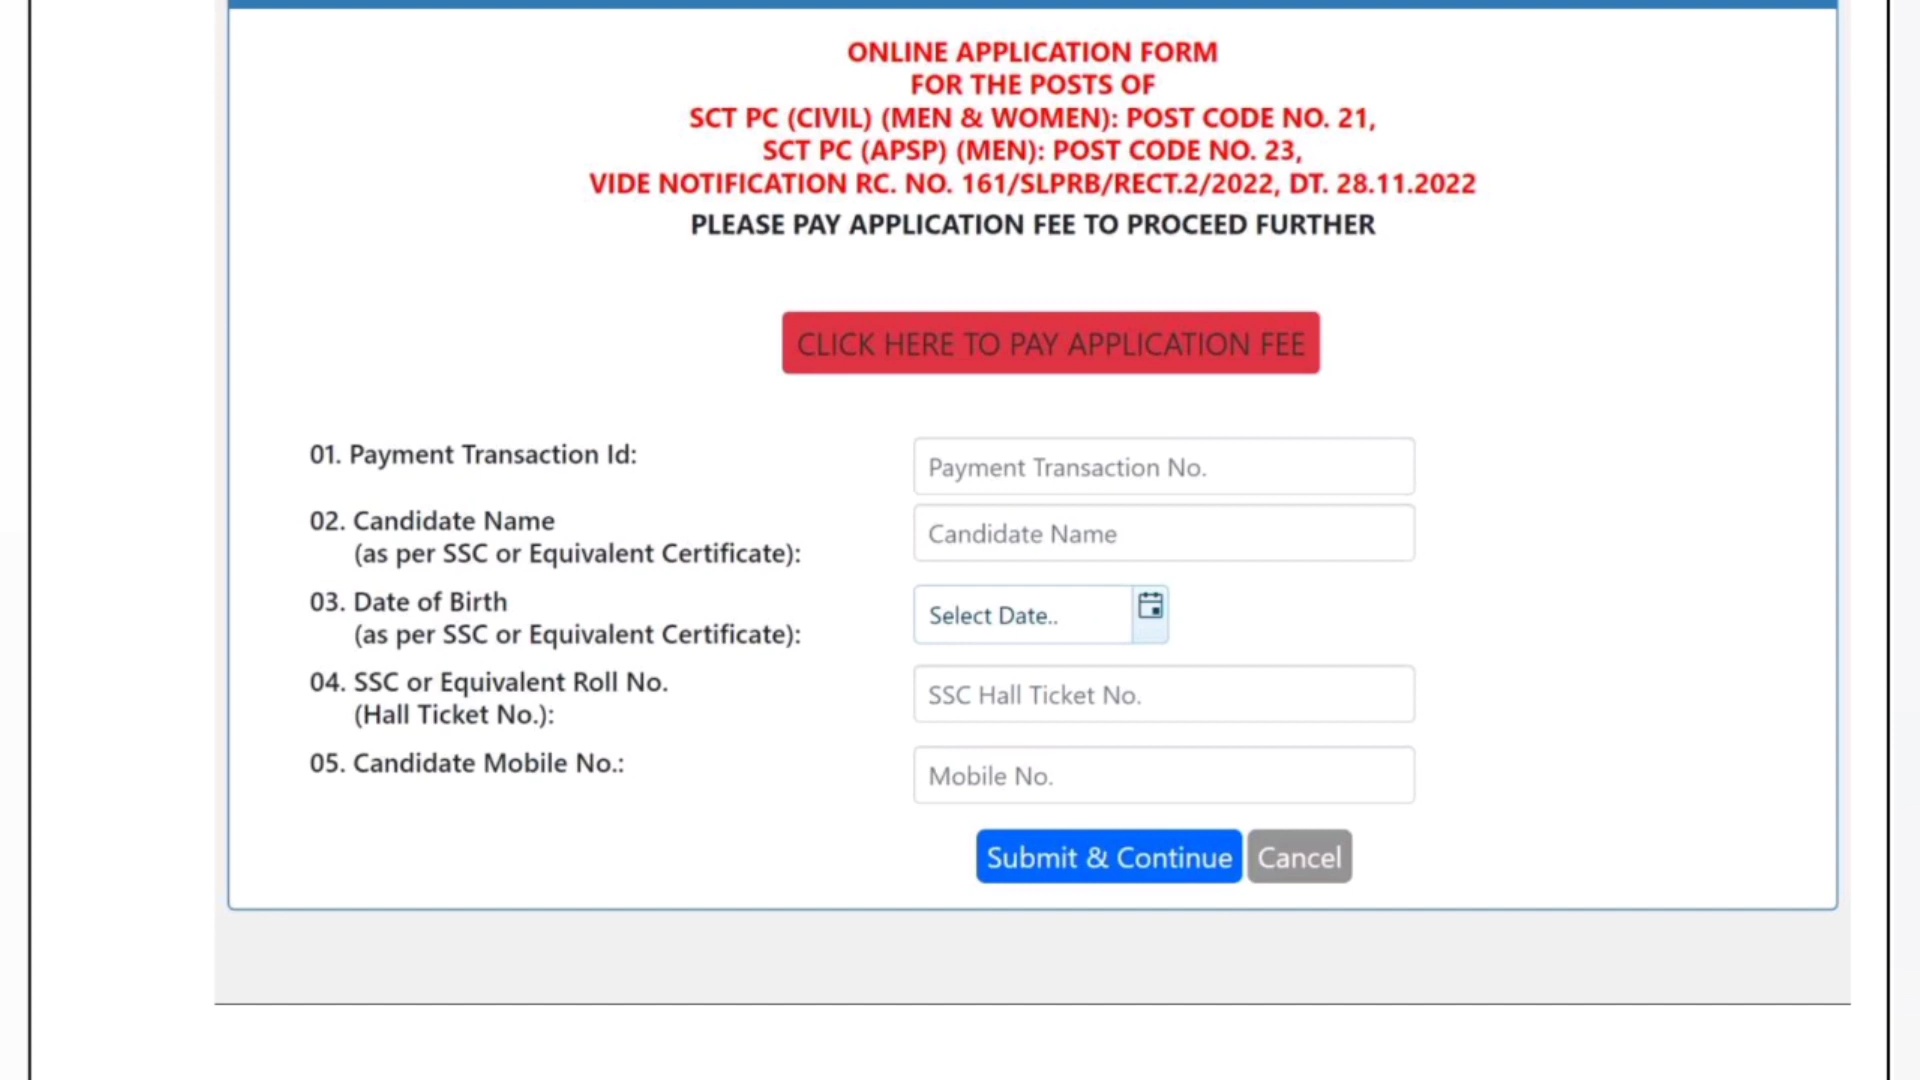 ONLINE APPLICATION FORM
FOR THE POSTS OF
SCT PC (CIVIL) (MEN & WOMEN): POST CODE NO. 21,
SCT PC (APSP) (MEN): POST CODE NO. 23,
VIDE NOTIFICATION RC. NO. 161/SLPRB/RECT.2/2022, DT. 28.11.2022
PLEASE PAY APPLICATION FEE TO PROCEED FURTHER
CLICK HERE TO PAY APPLICATION FEE
01. Payment Transaction Id:
Payment Transaction No.
02. Candidate Name
(as per SSC or Equivalent Certificate):
Candidate Name
03. Date of Birth
(as per SSC or Equivalent Certificate):
Select Date..
04. SSC or Equivalent Roll No.
(Hall Ticket No.):
SSC Hall Ticket No.
05. Candidate Mobile No.:
Mobile No.
Submit & Continue
Cancel